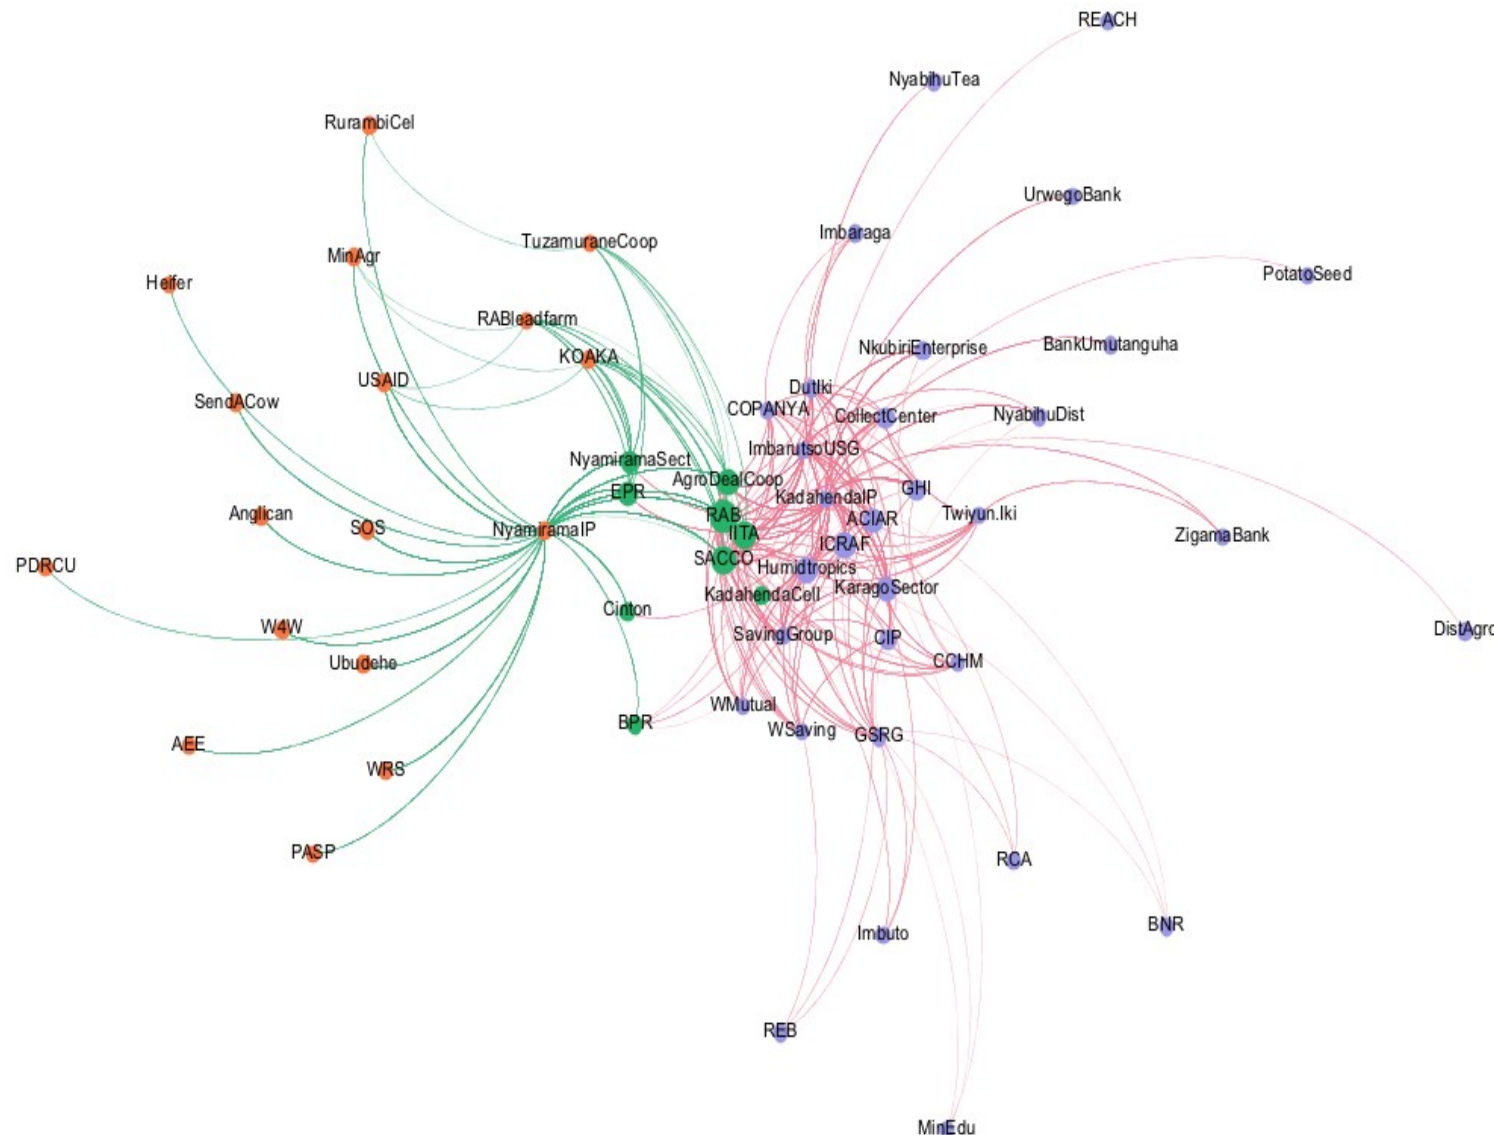 REACH
NyabihuTea
RurambiCel
UrwegoBank
Imbaraga
TuzamuraneCoop
MinAgr
PotatoSeed
Heifer
RABleadfarm
NkubiriEnterprise
BankUmutanguha
KOAKA
USAID
DutIki
SendACow
COPANYA
CollectCenter
NyabihuDist
ImbarutsoUSG
NyamiramaSect
AgroDealCoop
EPR
KadahendaIP
GHI
Anglican
SOS
NyamiramaIP
RAB
ACIAR
Twiyun.Iki
IITA
ZigamaBank
ICRAF
SACCO
PDRCU
Humidtropics
KaragoSector
KadahendaCell
Cinton
W4W
SavingGroup
CIP
DistAgro
Ubudehe
CCHM
WMutual
BPR
WSaving
GSRG
AEE
WRS
PASP
RCA
Imbuto
BNR
REB
MinEdu